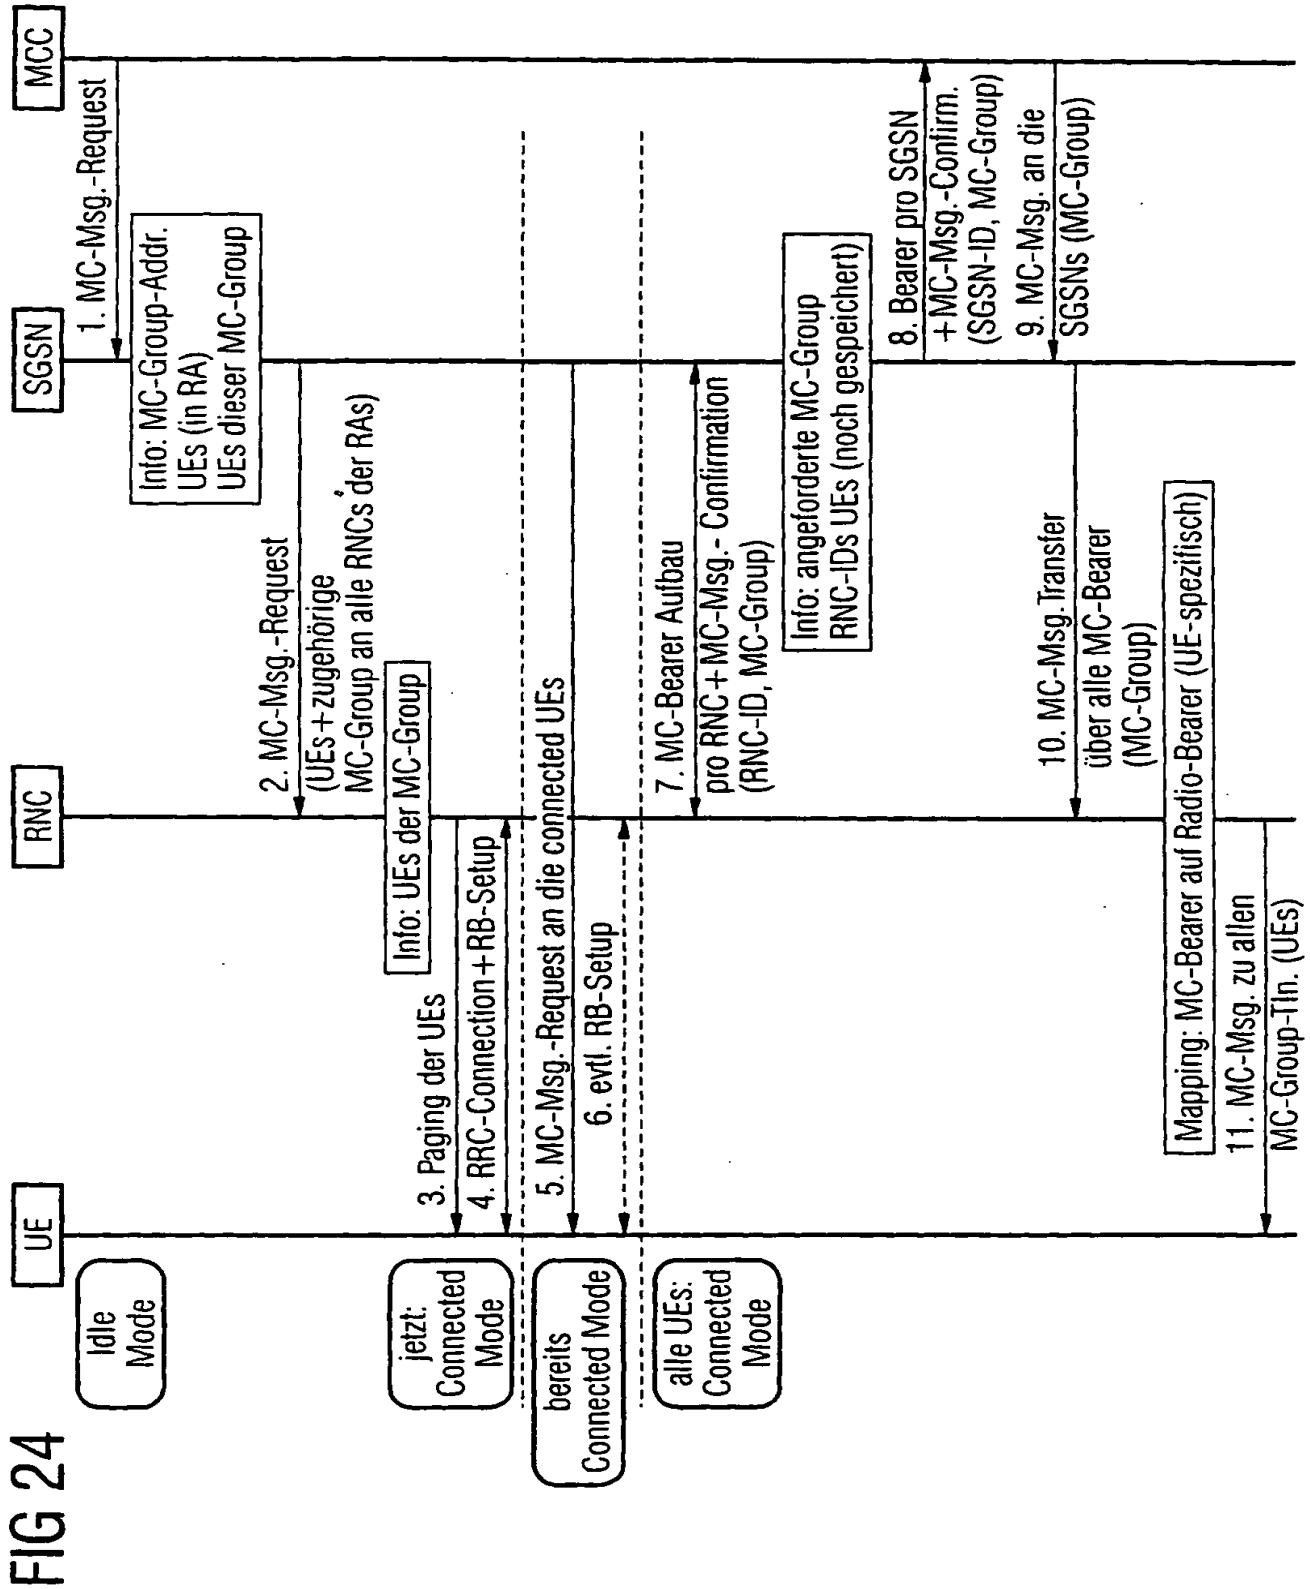 FIG 24
UE
RNC
SGSN
MCC
Idle
Mode
1. MC-Msg.-Request
Info: MC-Group-Addr.
UEs (in RA)
UEs dieser MC-Group
2. MC-Msg.-Request
(UEs+zugehörige
MC-Group an alle RNCs der RAs)
Info: UEs der MC-Group
jetzt:
Connected
Mode
3. Paging der UEs
4. RRC-Connection+RB-Setup
bereits
Connected Mode
5. MC-Msg.-Request an die connected UEs
6. evtl. RB-Setup
alle UEs:
Connected
Mode
7. MC-Bearer Aufbau
pro RNC+MC-Msg.-Confirmation
(RNC-ID, MC-Group)
Info: angeforderte MC-Group
RNC-IDs UEs (noch gespeichert)
8. Bearer pro SGSN
+MC-Msg.-Confirm.
(SGSN-ID, MC-Group)
9. MC-Msg. an die
SGSNs (MC-Group)
10. MC-Msg.Transfer
über alle MC-Bearer
(MC-Group)
Mapping: MC-Bearer auf Radio-Bearer (UE-spezifisch)
11. MC-Msg. zu allen
MC-Group-Tln. (UEs)